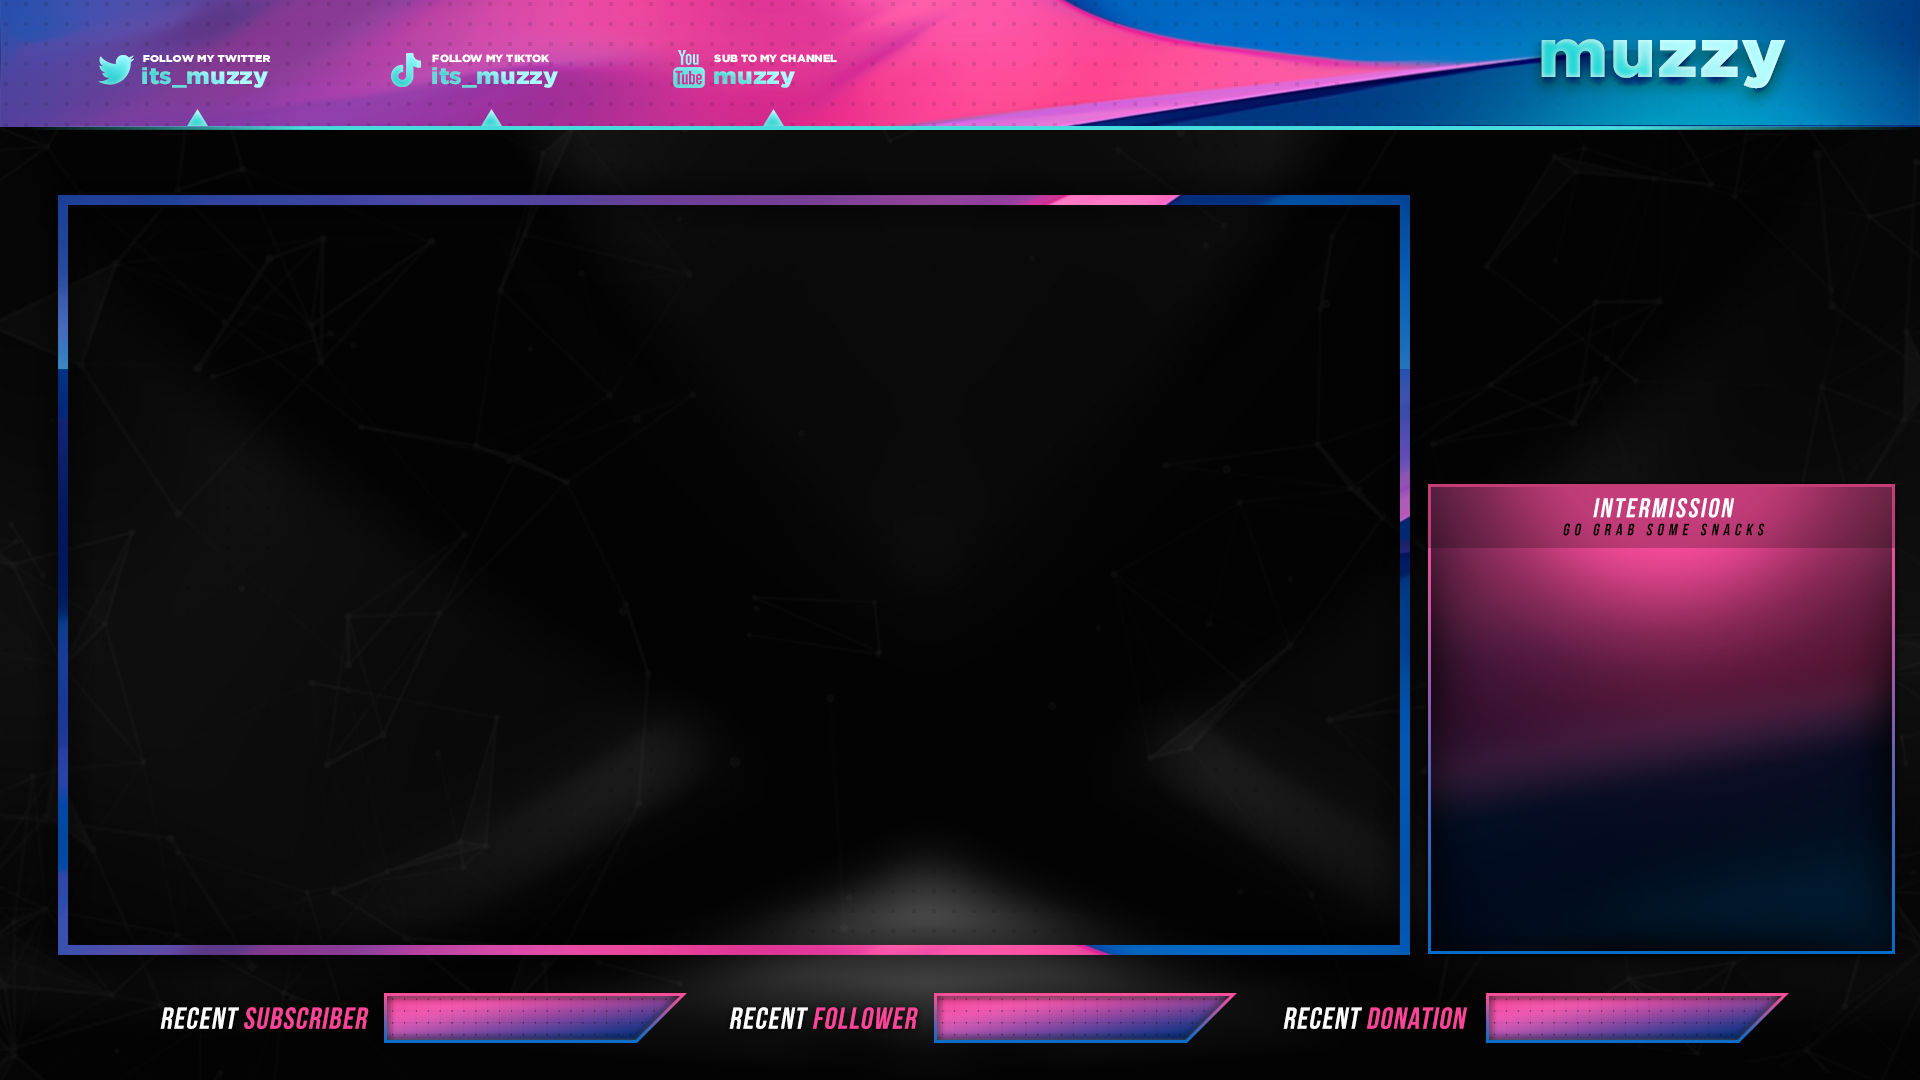 FOLLOW MY TWITTER
its_muzzy
FOLLOW MY TIKTOK
its_muzzy
You
Tube
SUB TO MY CHANNEL
muzzy
muzzy
INTERMISSION
GO GRAB SOME SNACKS
RECENT SUBSCRIBER
RECENT FOLLOWER
RECENT DONATION